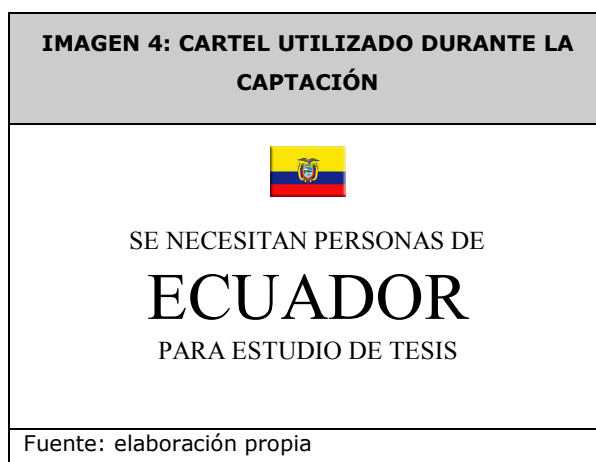 IMAGEN 4: CARTEL UTILIZADO DURANTE LA
CAPTACIÓN
SE NECESITAN PERSONAS DE
ECUADOR
PARA ESTUDIO DE TESIS
Fuente: elaboración propia